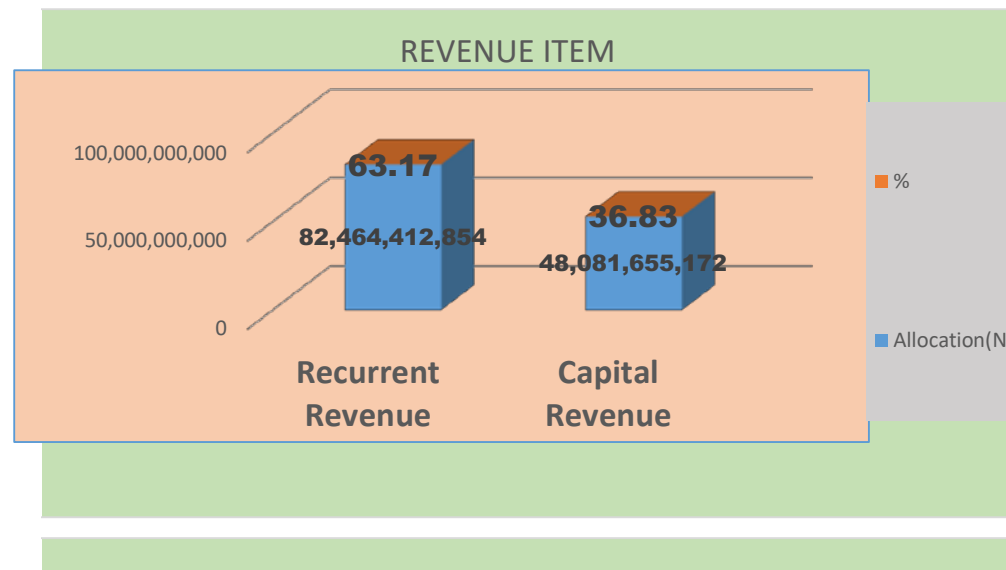 REVENUE ITEM
100,000,000,000
50,000,000,000
0
63.17
82,464,412,854
36.83
48,081,655,172
Recurrent
Revenue
Capital
Revenue
%
Allocation(N